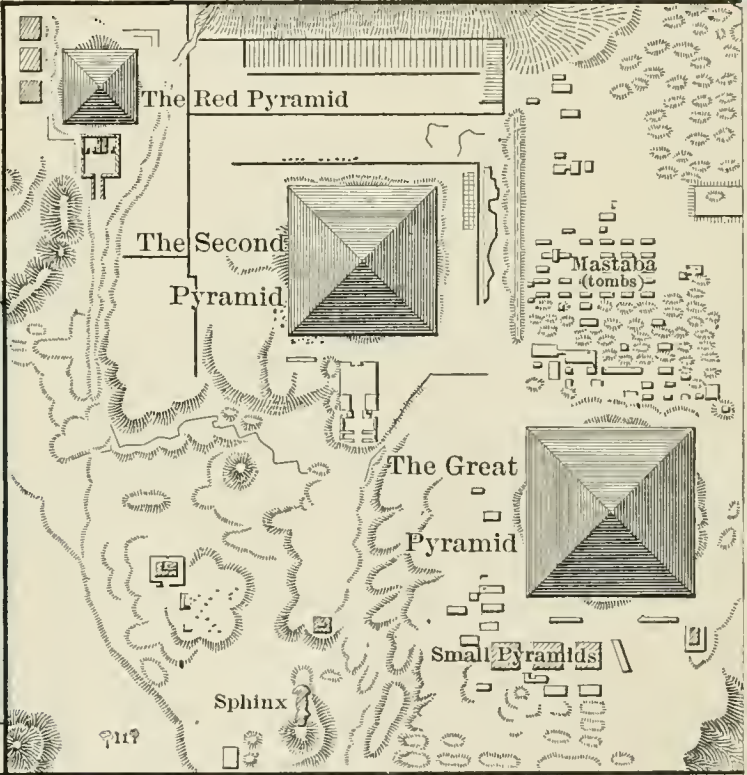 The Red Pyramid
The Second
Pyramid
Mastaba
(tombs)
The Great
Pyramid
Small Pyramids
Sphinx